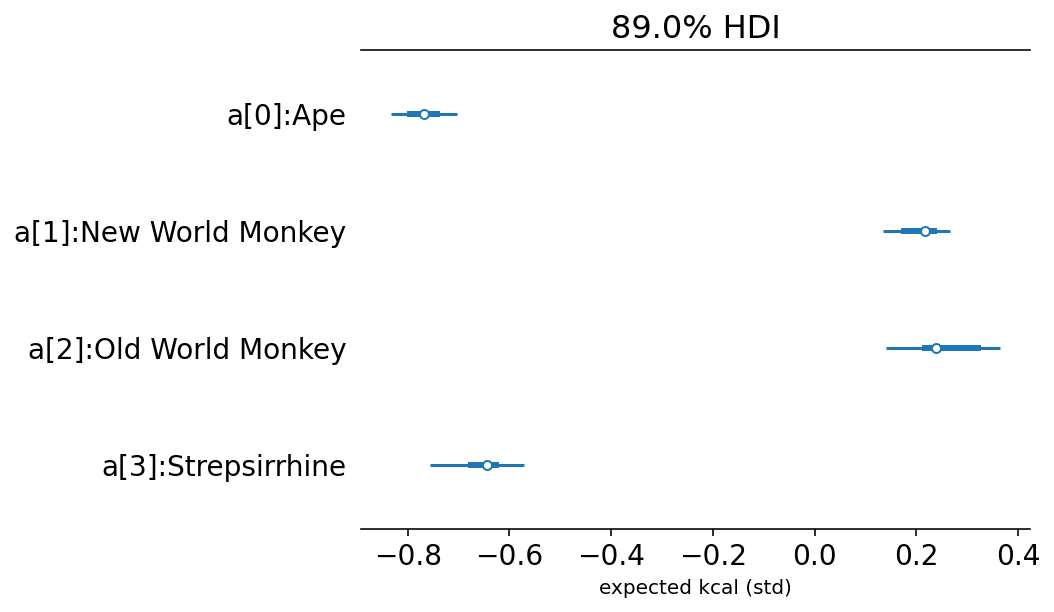 89.0% HDI
a[0]:Ape
a[1]:New World Monkey
a[2]:Old World Monkey
a[3]:Strepsirrhine
−0.8 −0.6 −0.4 −0.2 0.0 0.2 0.4
expected kcal (std)